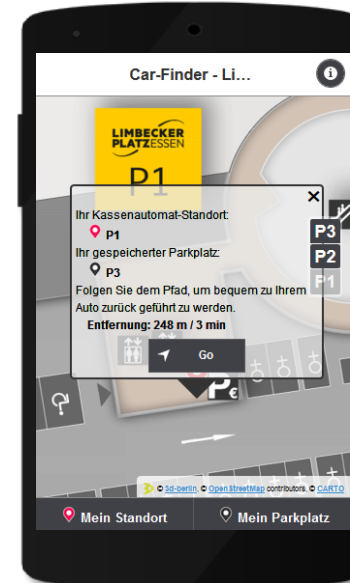 Car-Finder - Li…
i
LIMBECKER
PLATZESSEN
P1
×
Ihr Kassenautomat-Standort:
P1
Ihr gespeicherter Parkplatz:
P3
Folgen Sie dem Pfad, um bequem zu Ihrem
Auto zurück geführt zu werden.
Entfernung: 248 m / 3 min
Go
P3
P2
P1
P€
© 3d-berlin, © OpenStreetMap contributors, © CARTO
Mein Standort
Mein Parkplatz